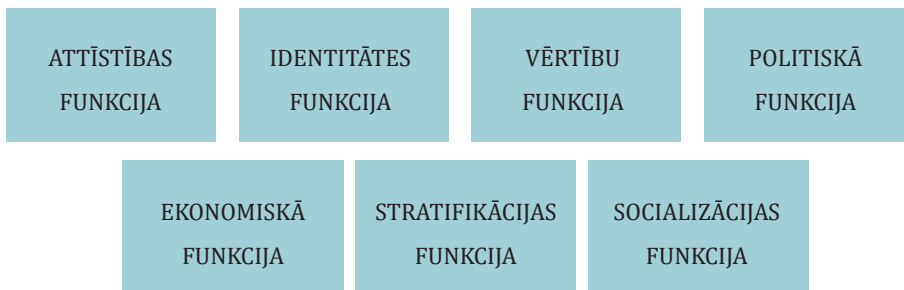 ATTĪSTĪBAS
FUNKCIJA
IDENTITĀTES
FUNKCIJA
VĒRTĪBU
FUNKCIJA
POLITISKĀ
FUNKCIJA
EKONOMISKĀ
FUNKCIJA
STRATIFIKĀCIJAS
FUNKCIJA
SOCIALIZĀCIJAS
FUNKCIJA